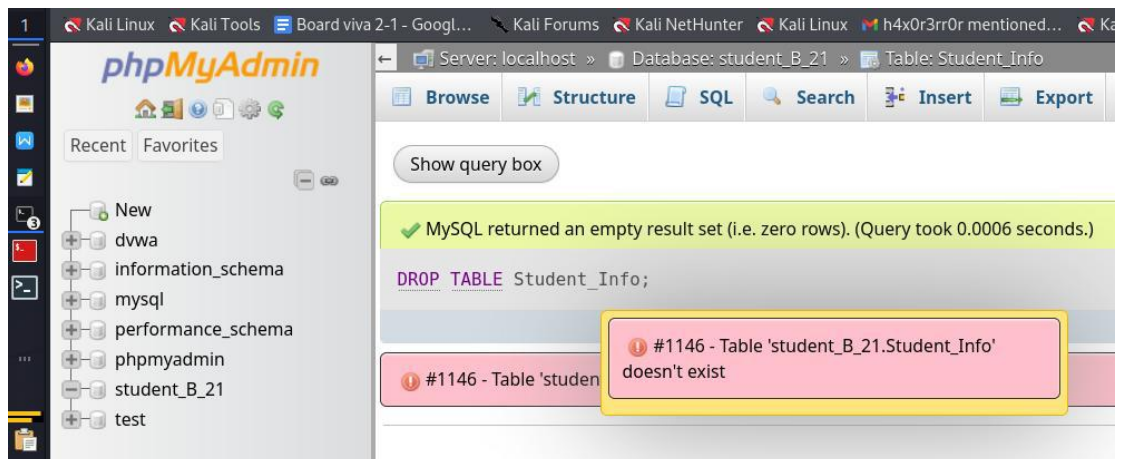 1
Kali Linux Kali Tools Board viva 2-1 - Googl... Kali Forums Kali NetHunter Kali Linux h4x0r3rr0r mentioned... Ka
phpMyAdmin
Server: localhost » Database: student_B_21 » Table: Student_Info
Browse Structure SQL Search Insert Export
Recent Favorites
Show query box
New
dvwa
information_schema
mysql
performance_schema
phpmyadmin
student_B_21
test
3
MySQL returned an empty result set (i.e. zero rows). (Query took 0.0006 seconds.)
DROP TABLE Student_Info;
#1146 - Table 'student_B_21.Student_Info'
doesn't exist
#1146 - Table 'studen